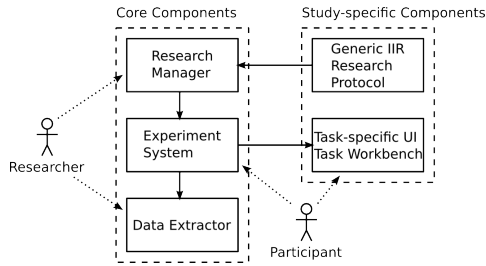 Core Components
Study-specific Components
Research
Manager
Generic IIR
Research
Protocol
Experiment
System
Task-specific UI
Task Workbench
Researcher
Data Extractor
Participant